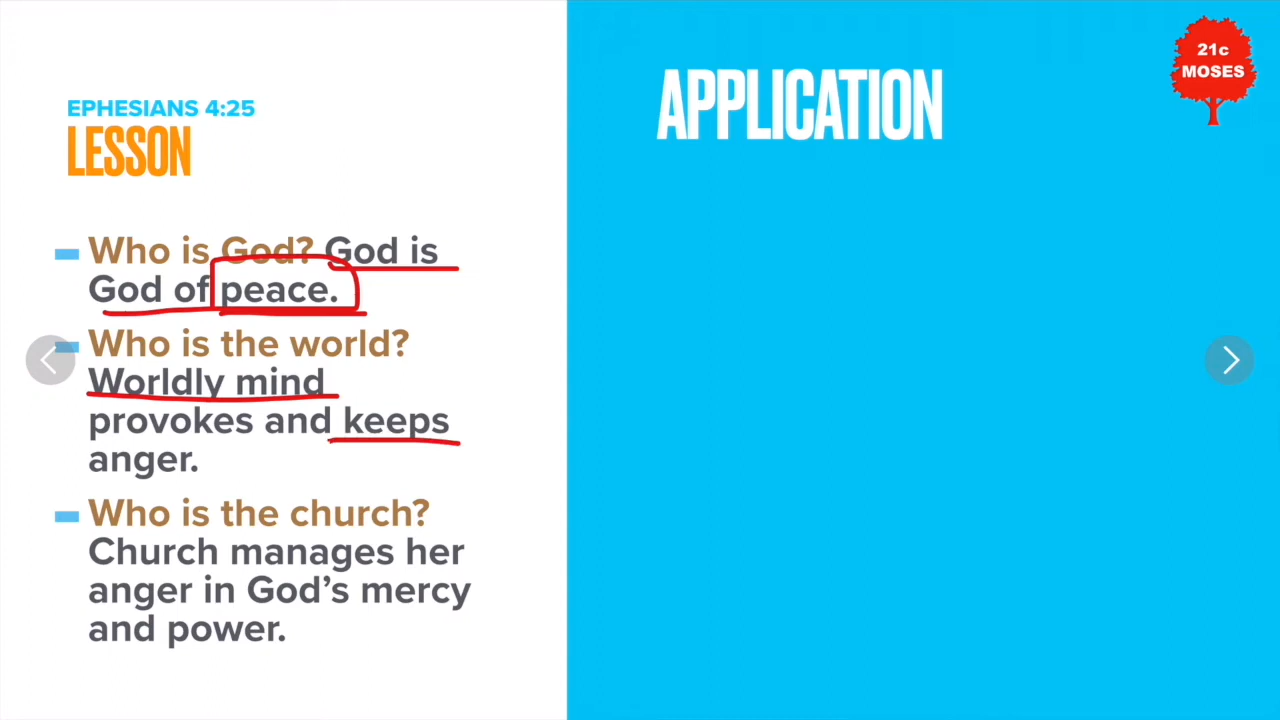 EPHESIANS 4:25
LESSON
Who is God? God is
God of peace.
Who is the world?
Worldly mind
provokes and keeps
anger.
Who is the church?
Church manages her
anger in God’s mercy
and power.
APPLICATION
21c
MOSES